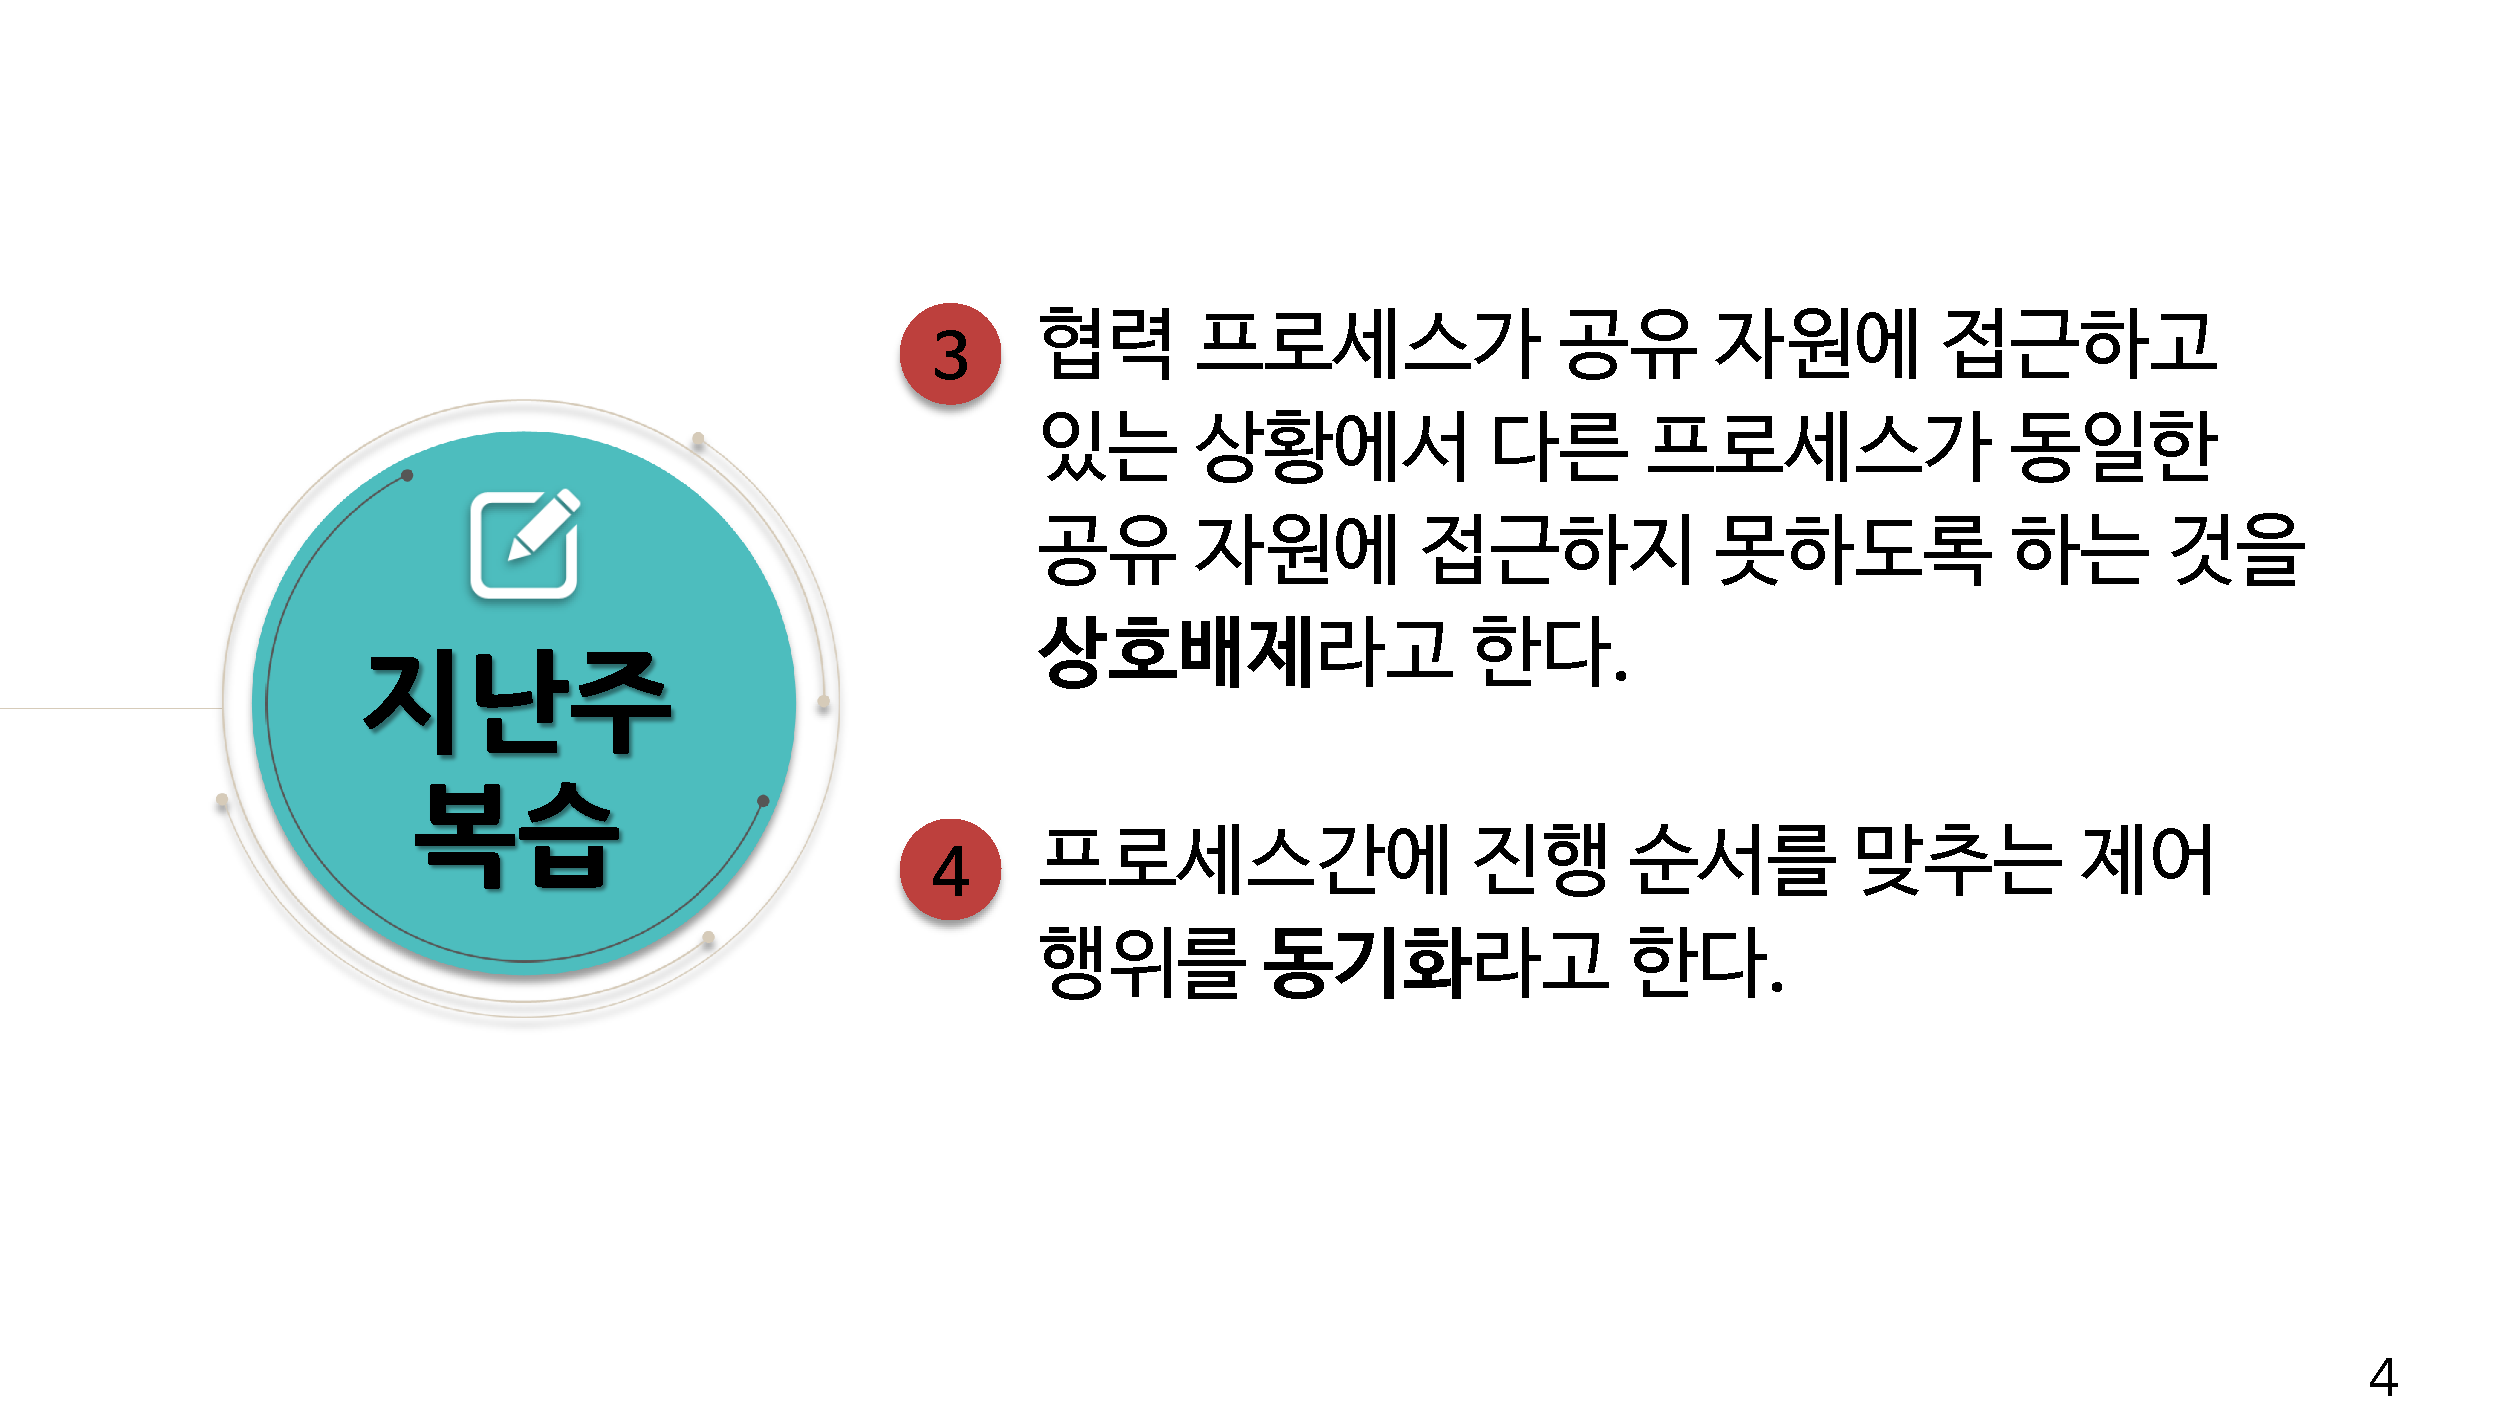 지난주
복습
3
협력 프로세스가 공유 자원에 접근하고
있는 상황에서 다른 프로세스가 동일한
공유 자원에 접근하지 못하도록 하는 것을
상호배제라고 한다.
4
프로세스간에 진행 순서를 맞추는 제어
행위를 동기화라고 한다.
4